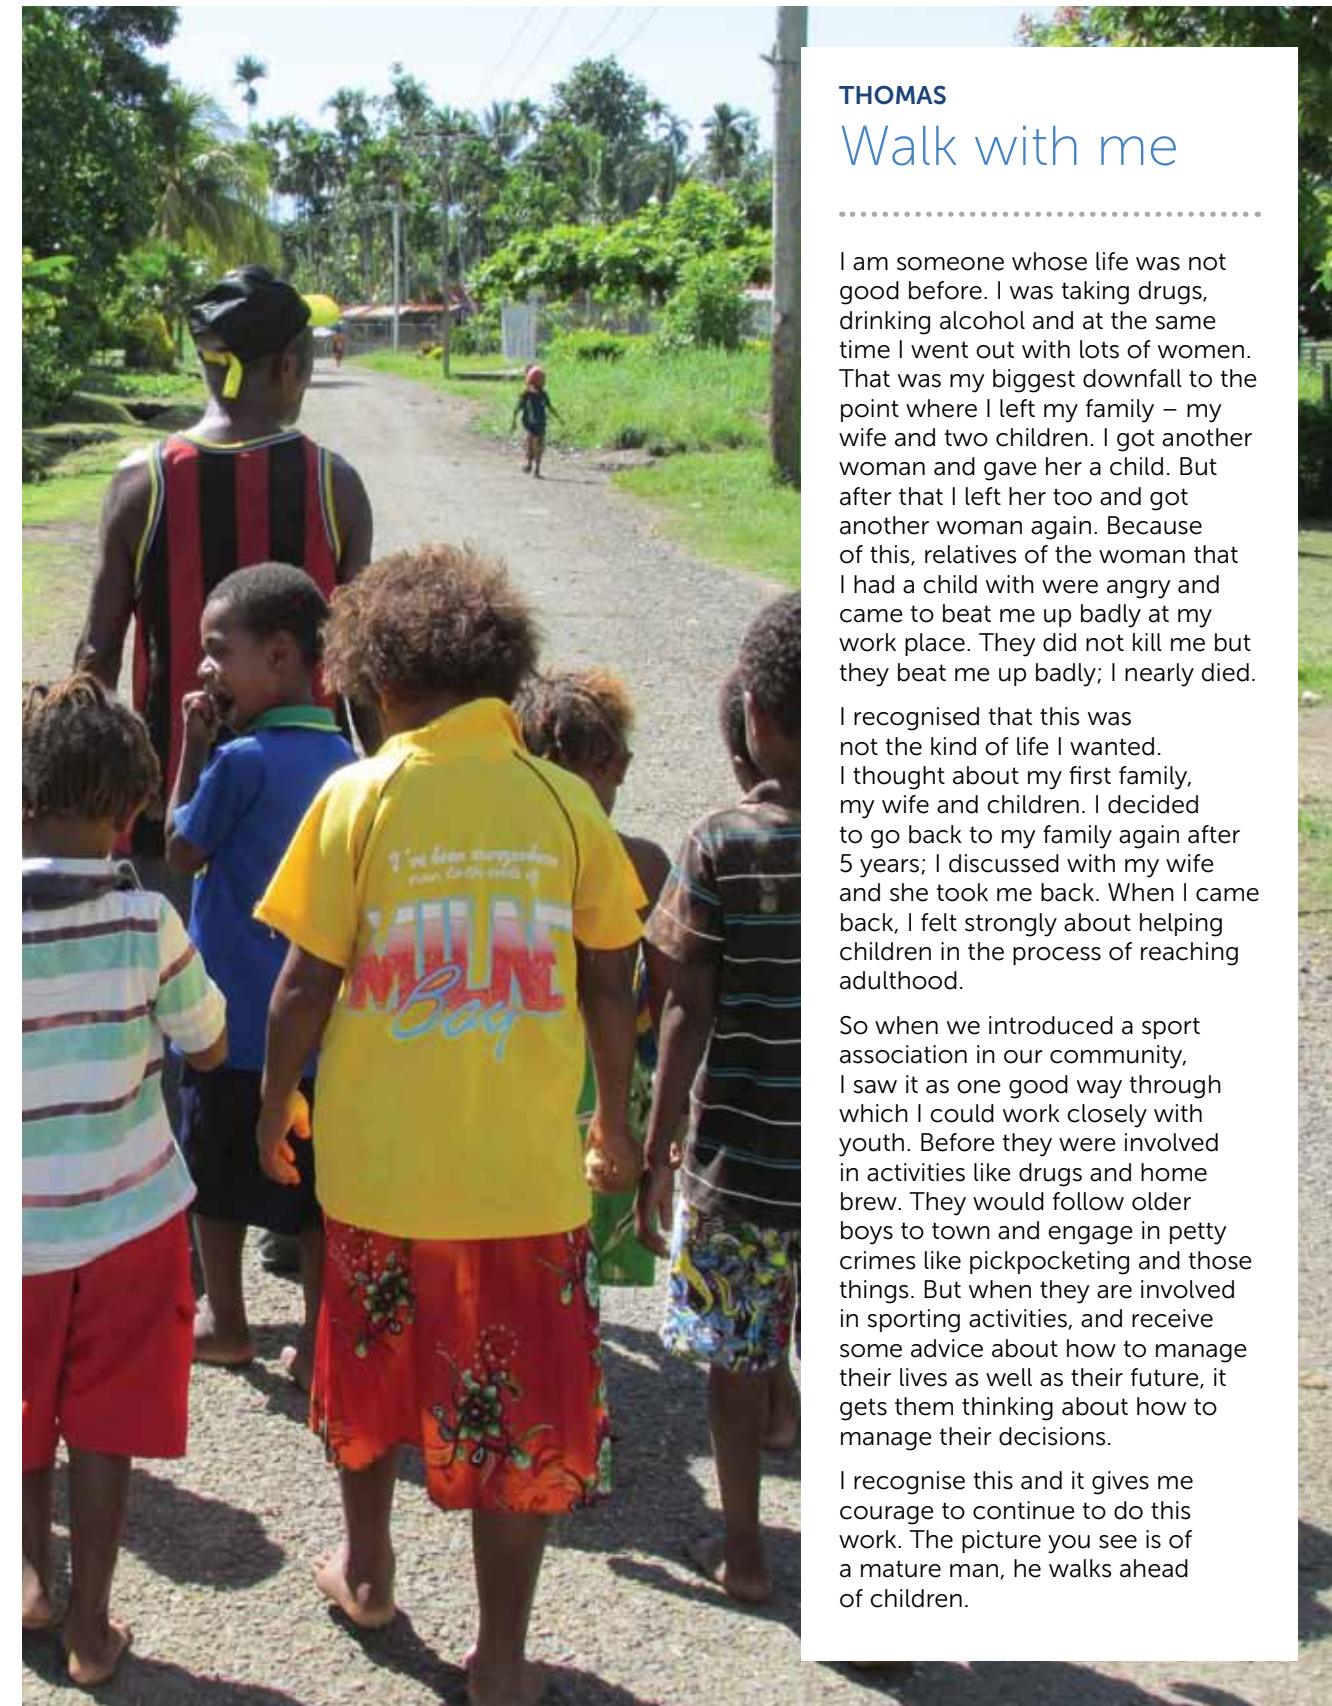 I've been
MILNE
Bay
THOMAS
Walk with me
I am someone whose life was not
good before. I was taking drugs,
drinking alcohol and at the same
time I went out with lots of women.
That was my biggest downfall to the
point where I left my family – my
wife and two children. I got another
woman and gave her a child. But
after that I left her too and got
another woman again. Because
of this, relatives of the woman that
I had a child with were angry and
came to beat me up badly at my
work place. They did not kill me but
they beat me up badly; I nearly died.
I recognised that this was
not the kind of life I wanted.
I thought about my first family,
my wife and children. I decided
to go back to my family again after
5 years; I discussed with my wife
and she took me back. When I came
back, I felt strongly about helping
children in the process of reaching
adulthood.
So when we introduced a sport
association in our community,
I saw it as one good way through
which I could work closely with
youth. Before they were involved
in activities like drugs and home
brew. They would follow older
boys to town and engage in petty
crimes like pickpocketing and those
things. But when they are involved
in sporting activities, and receive
some advice about how to manage
their lives as well as their future, it
gets them thinking about how to
manage their decisions.
I recognise this and it gives me
courage to continue to do this
work. The picture you see is of
a mature man, he walks ahead
of children.